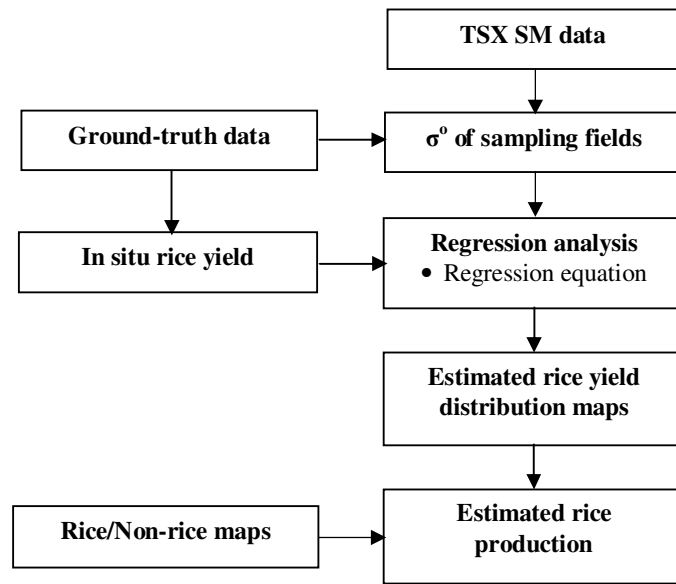 TSX SM data
Ground-truth data
σ° of sampling fields
In situ rice yield
Regression analysis
• Regression equation
Estimated rice yield
distribution maps
Rice/Non-rice maps
Estimated rice
production